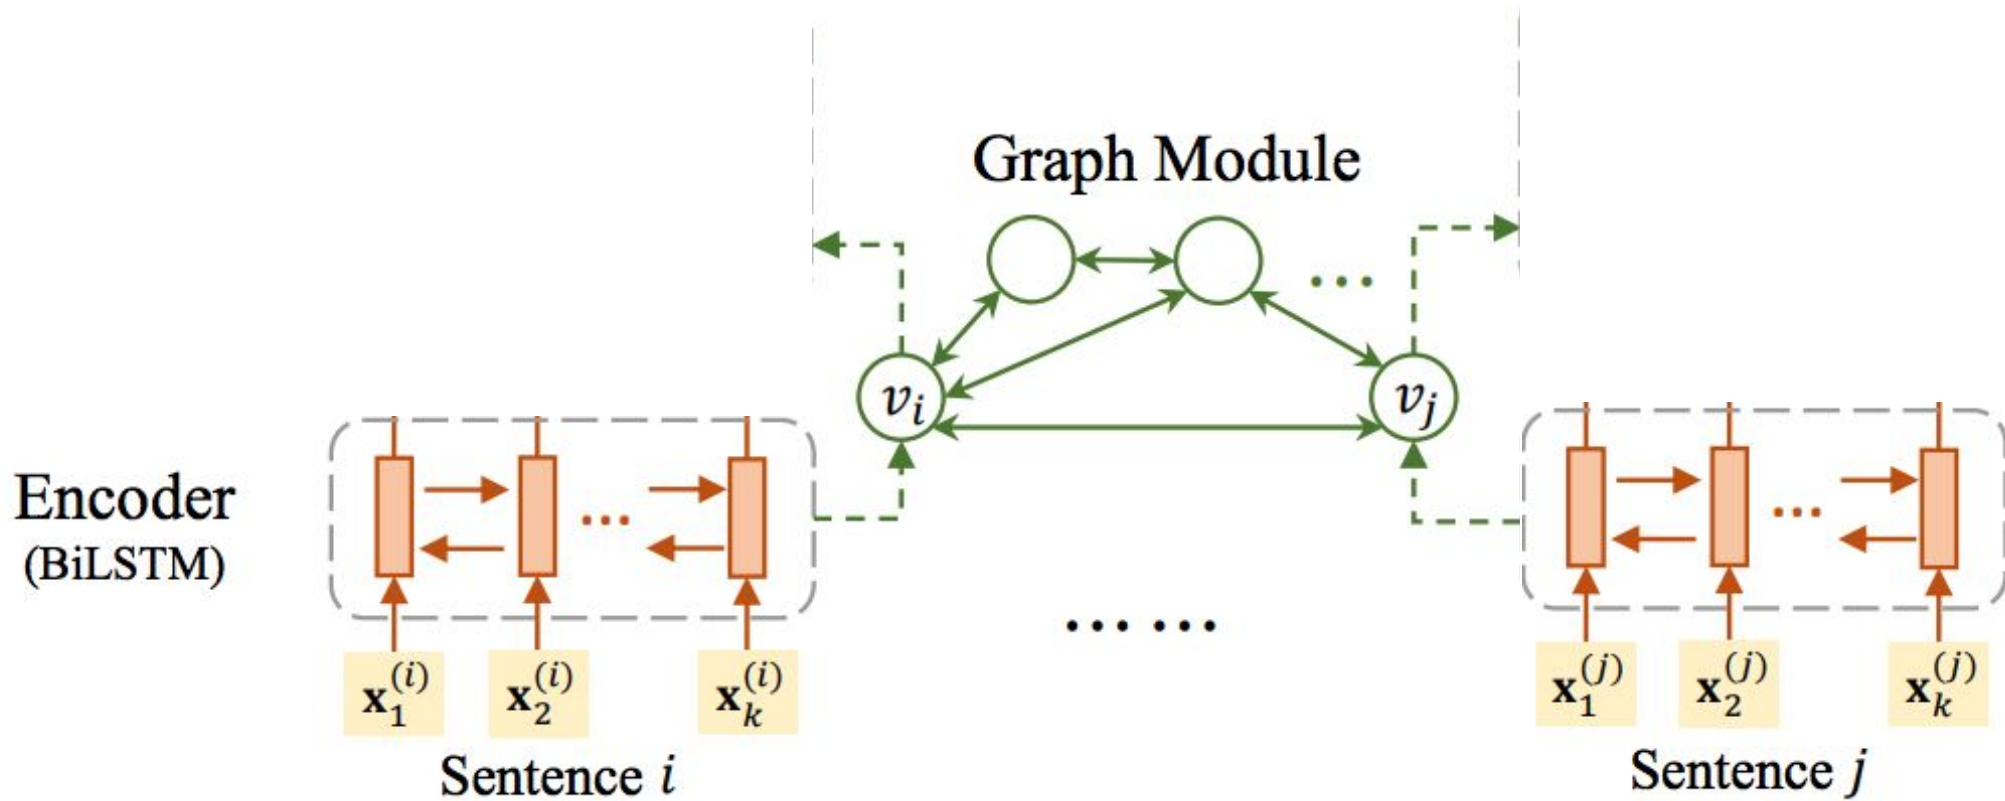 Graph Module
...
v_i
v_j
Encoder
(BiLSTM)
...
...
... ...
x_1^{(i)} x_2^{(i)} x_k^{(i)}
x_1^{(j)} x_2^{(j)} x_k^{(j)}
Sentence i
Sentence j